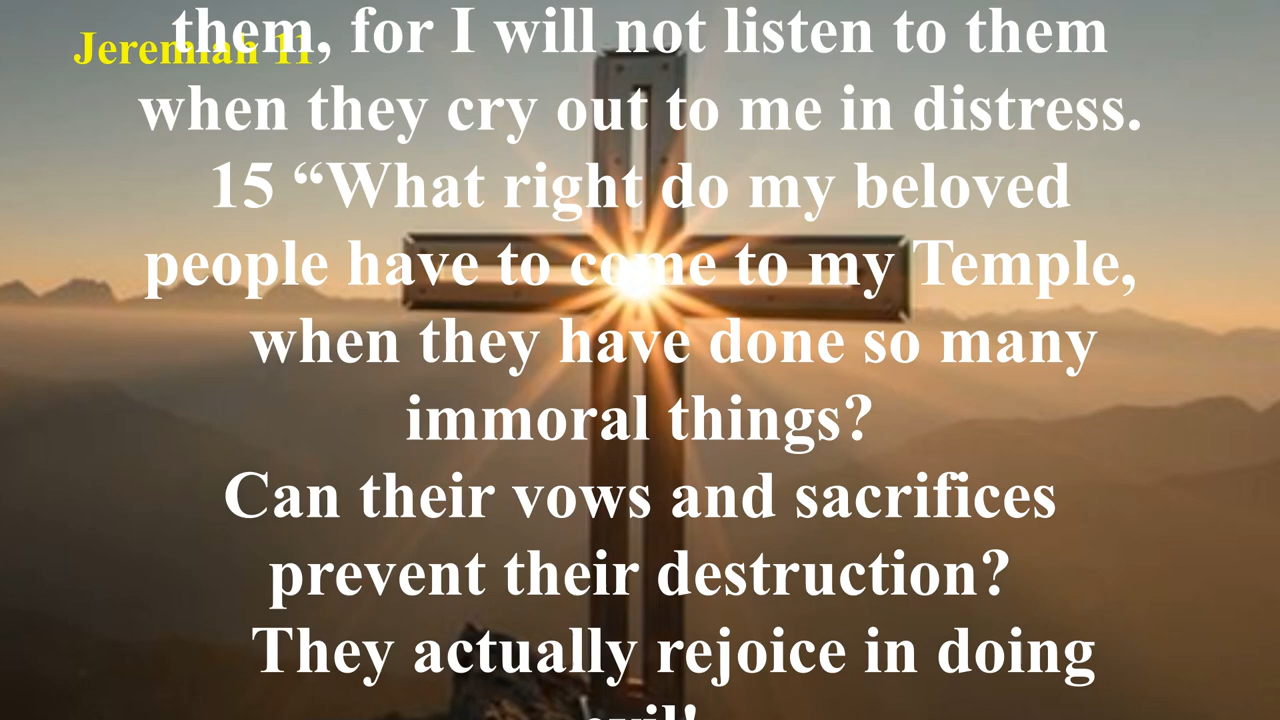 Jeremiah 11
them, for I will not listen to them
when they cry out to me in distress.
15 “What right do my beloved
people have to come to my Temple,
when they have done so many
immoral things?
Can their vows and sacrifices
prevent their destruction?
They actually rejoice in doing
evil!